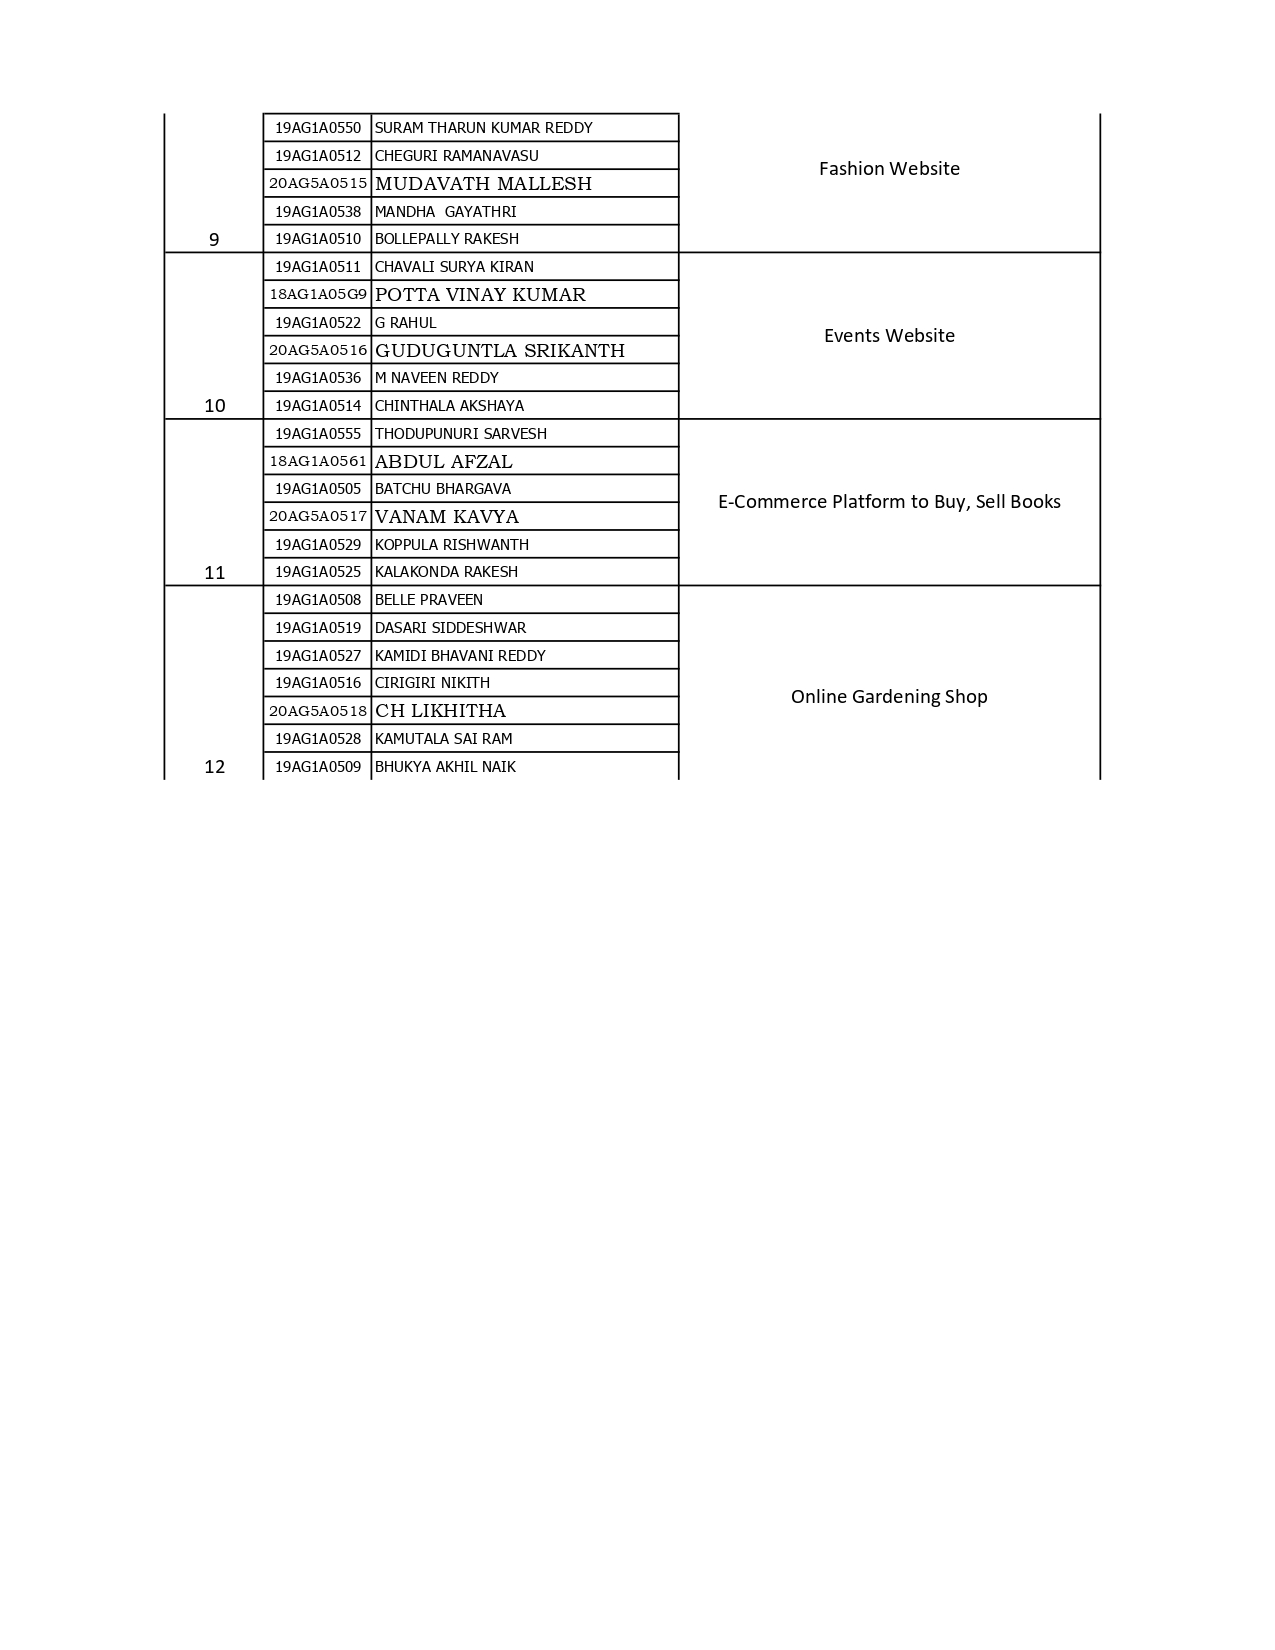 19AG1A0550 SURAM THARUN KUMAR REDDY
19AG1A0512 CHEGURI RAMANAVASU
Fashion Website
20AG5A0515 MUDAVATH MALLESH
19AG1A0538 MANDHA  GAYATHRI
9 19AG1A0510 BOLLEPALLY RAKESH
19AG1A0511 CHAVALI SURYA KIRAN
18AG1A05G9 POTTA VINAY KUMAR
19AG1A0522 G RAHUL
Events Website
20AG5A0516 GUDUGUNTLA SRIKANTH
19AG1A0536 M NAVEEN REDDY
10 19AG1A0514 CHINTHALA AKSHAYA
19AG1A0555 THODUPUNURI SARVESH
18AG1A0561 ABDUL AFZAL
19AG1A0505 BATCHU BHARGAVA
E-Commerce Platform to Buy, Sell Books
20AG5A0517 VANAM KAVYA
19AG1A0529 KOPPULA RISHWANTH
11 19AG1A0525 KALAKONDA RAKESH
19AG1A0508 BELLE PRAVEEN
19AG1A0519 DASARI SIDDESHWAR
19AG1A0527 KAMIDI BHAVANI REDDY
19AG1A0516 CIRIGIRI NIKITH
Online Gardening Shop
20AG5A0518 CH LIKHITHA
19AG1A0528 KAMUTALA SAI RAM
12 19AG1A0509 BHUKYA AKHIL NAIK